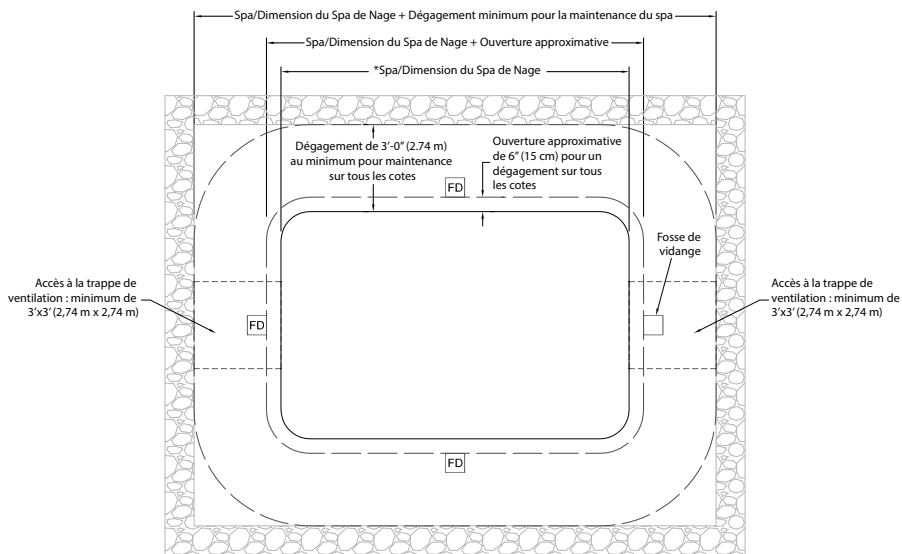 Spa/Dimension du Spa de Nage + Dégagement minimum pour la maintenance du spa
Spa/Dimension du Spa de Nage + Ouverture approximative
*Spa/Dimension du Spa de Nage
Dégagement de 3'-0" (2.74 m)
au minimum pour maintenance
sur tous les cotes
Ouverture approximative
de 6" (15 cm) pour un
dégagement sur tous
les cotes
FD
Fosse de
vidange
Accès à la trappe de
ventilation : minimum de
3'x3' (2,74 m x 2,74 m)
FD
Accès à la trappe de
ventilation : minimum de
3'x3' (2,74 m x 2,74 m)
FD